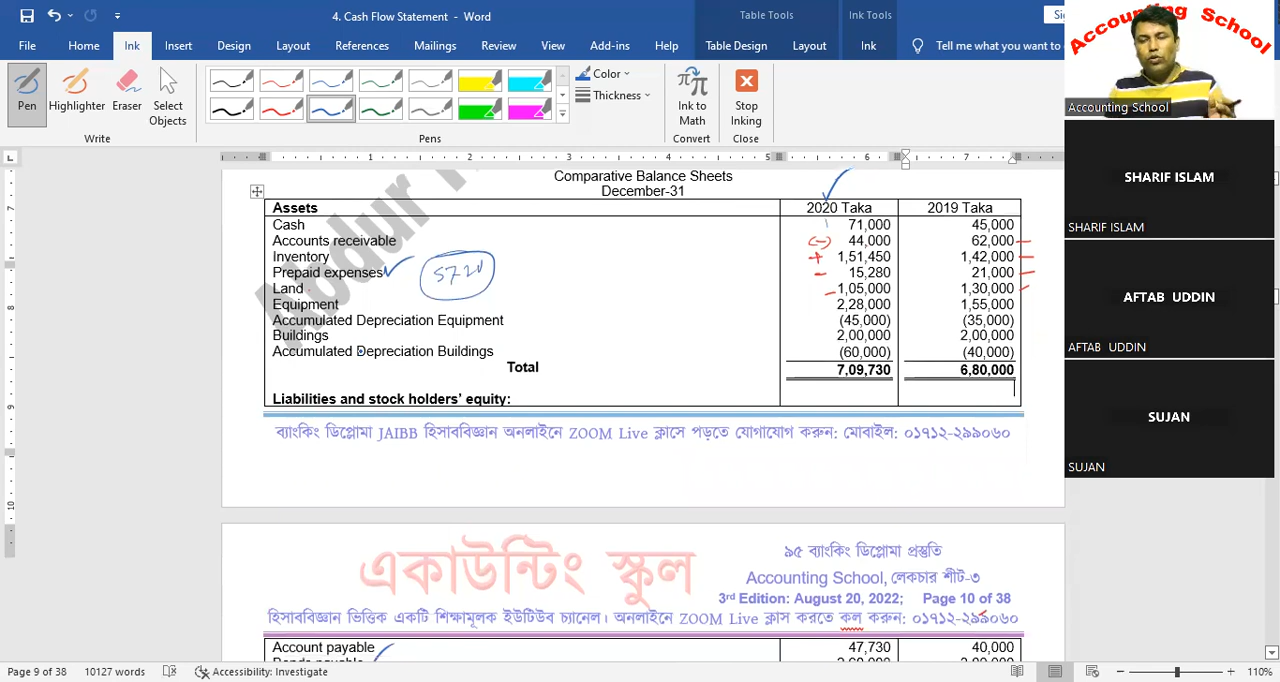 4. Cash Flow Statement - Word
Table Tools
Ink Tools
File
Home
Ink
Insert
Design
Layout
References
Mailings
Review
View
Add-ins
Help
Table Design
Layout
Ink
Tell me what you want to
Pen
Highlighter
Eraser
Select
Objects
Color
Thickness
Ink to
Math
Stop
Inking
Write
Pens
Convert
Close
Accounting School
Accounting School
SHARIF ISLAM
SHARIF ISLAM
AFTAB UDDIN
AFTAB UDDIN
SUJAN
SUJAN
Abdur
Comparative Balance Sheets
December-31
Assets 2020 Taka 2019 Taka
Cash 71,000 45,000
Accounts receivable (-) 44,000 62,000 -
Inventory + 1,51,450 1,42,000 -
Prepaid expenses 5720 - 15,280 21,000 -
Land - 1,05,000 1,30,000 -
Equipment 2,28,000 1,55,000
Accumulated Depreciation Equipment (45,000) (35,000)
Buildings 2,00,000 2,00,000
Accumulated Depreciation Buildings (60,000) (40,000)
Total 7,09,730 6,80,000
Liabilities and stock holders' equity:
ব্যাংকিং ডিপ্লোমা JAIBB হিসাববিজ্ঞান অনলাইনে ZOOM Live ক্লাসে পড়তে যোগাযোগ করুন: মোবাইল: ০১৭১২-২৯৯০৬০
একাউন্টিং স্কুল
৯৫ ব্যাংকিং ডিপ্লোমা প্রস্তুতি
Accounting School, লেকচার শীট-৩
3rd Edition: August 20, 2022; Page 10 of 38
হিসাববিজ্ঞান ভিত্তিক একটি শিক্ষামূলক ইউটিউব চ্যানেল। অনলাইনে ZOOM Live ক্লাস করতে কল করুন: ০১৭১২-২৯৯০৬০
Account payable 47,730 40,000
Page 9 of 38
10127 words
Accessibility: Investigate
110%